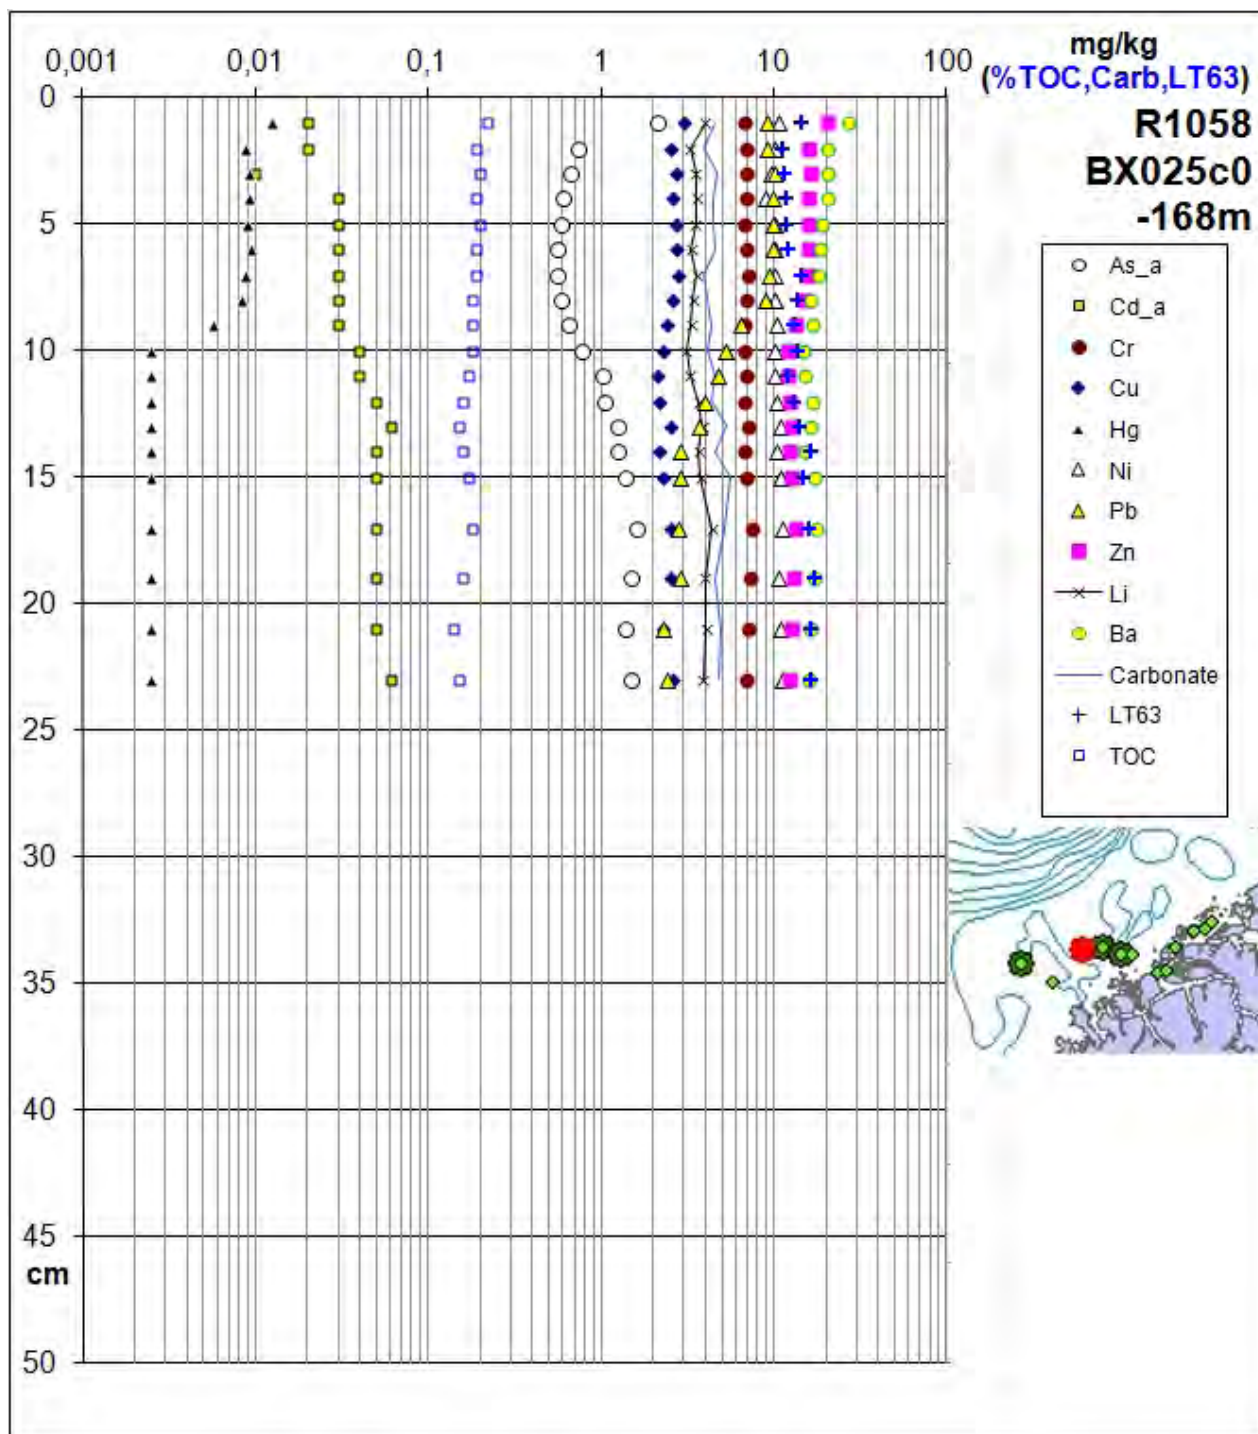 0,001 0,01 0,1 1 10 100
mg/kg
(%TOC,Carb,LT63)
R1058
BX025c0
-168m
0
5
10
15
20
25
30
35
40
45
cm
50
As_a
Cd_a
Cr
Cu
Hg
Ni
Pb
Zn
Li
Ba
Carbonate
LT63
TOC